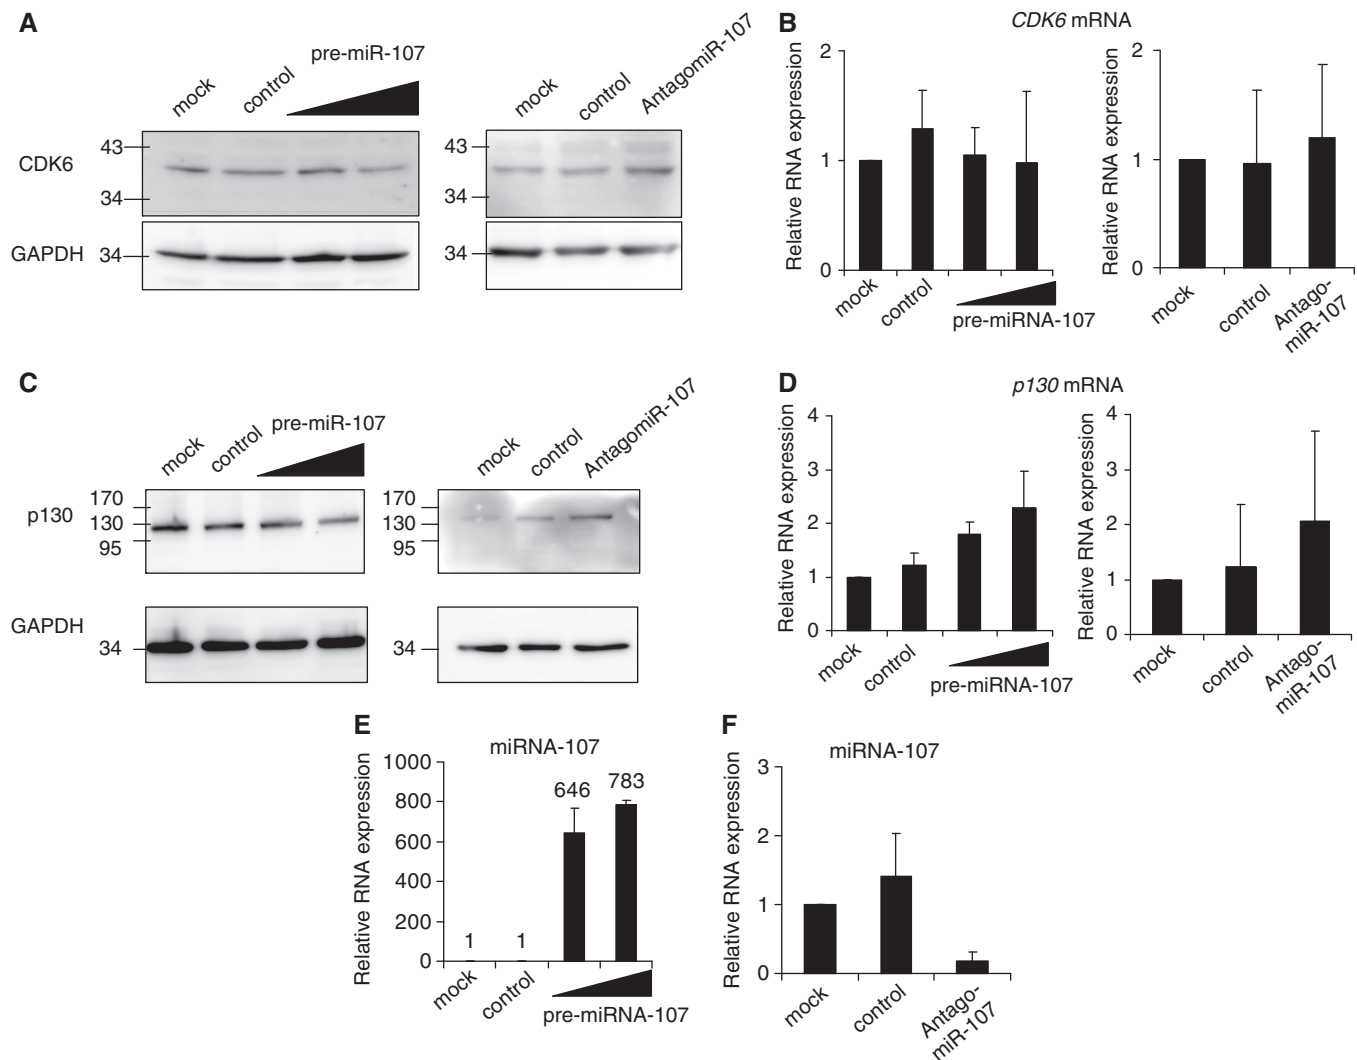 A
pre-miR-107
mock
control
mock
control
AntagomiR-107
CDK6
43
34
43
34
GAPDH
34
34
B
CDK6 mRNA
Relative RNA expression
2
1
0
mock
control
pre-miRNA-107
Relative RNA expression
2
1
0
mock
control
Antago-
miR-107
C
pre-miR-107
mock
control
mock
control
AntagomiR-107
p130
170
130
95
170
130
95
GAPDH
34
34
D
p130 mRNA
Relative RNA expression
4
3
2
1
0
mock
control
pre-miRNA-107
Relative RNA expression
4
3
2
1
0
mock
control
Antago-
miR-107
E
miRNA-107
Relative RNA expression
1000
800
600
400
200
0
1
1
646
783
mock
control
pre-miRNA-107
F
miRNA-107
Relative RNA expression
3
2
1
0
mock
control
Antago-
miR-107